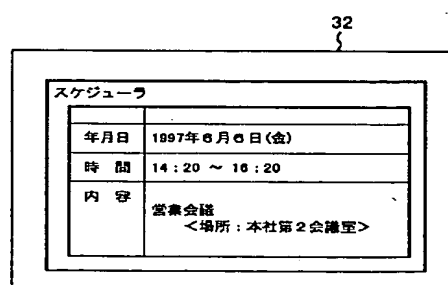 32
スケジューラ
年月日 1997年6月6日(金)
時 間 14:20 ~ 16:20
内 容
営業会議
<場所:本社第2会議室>